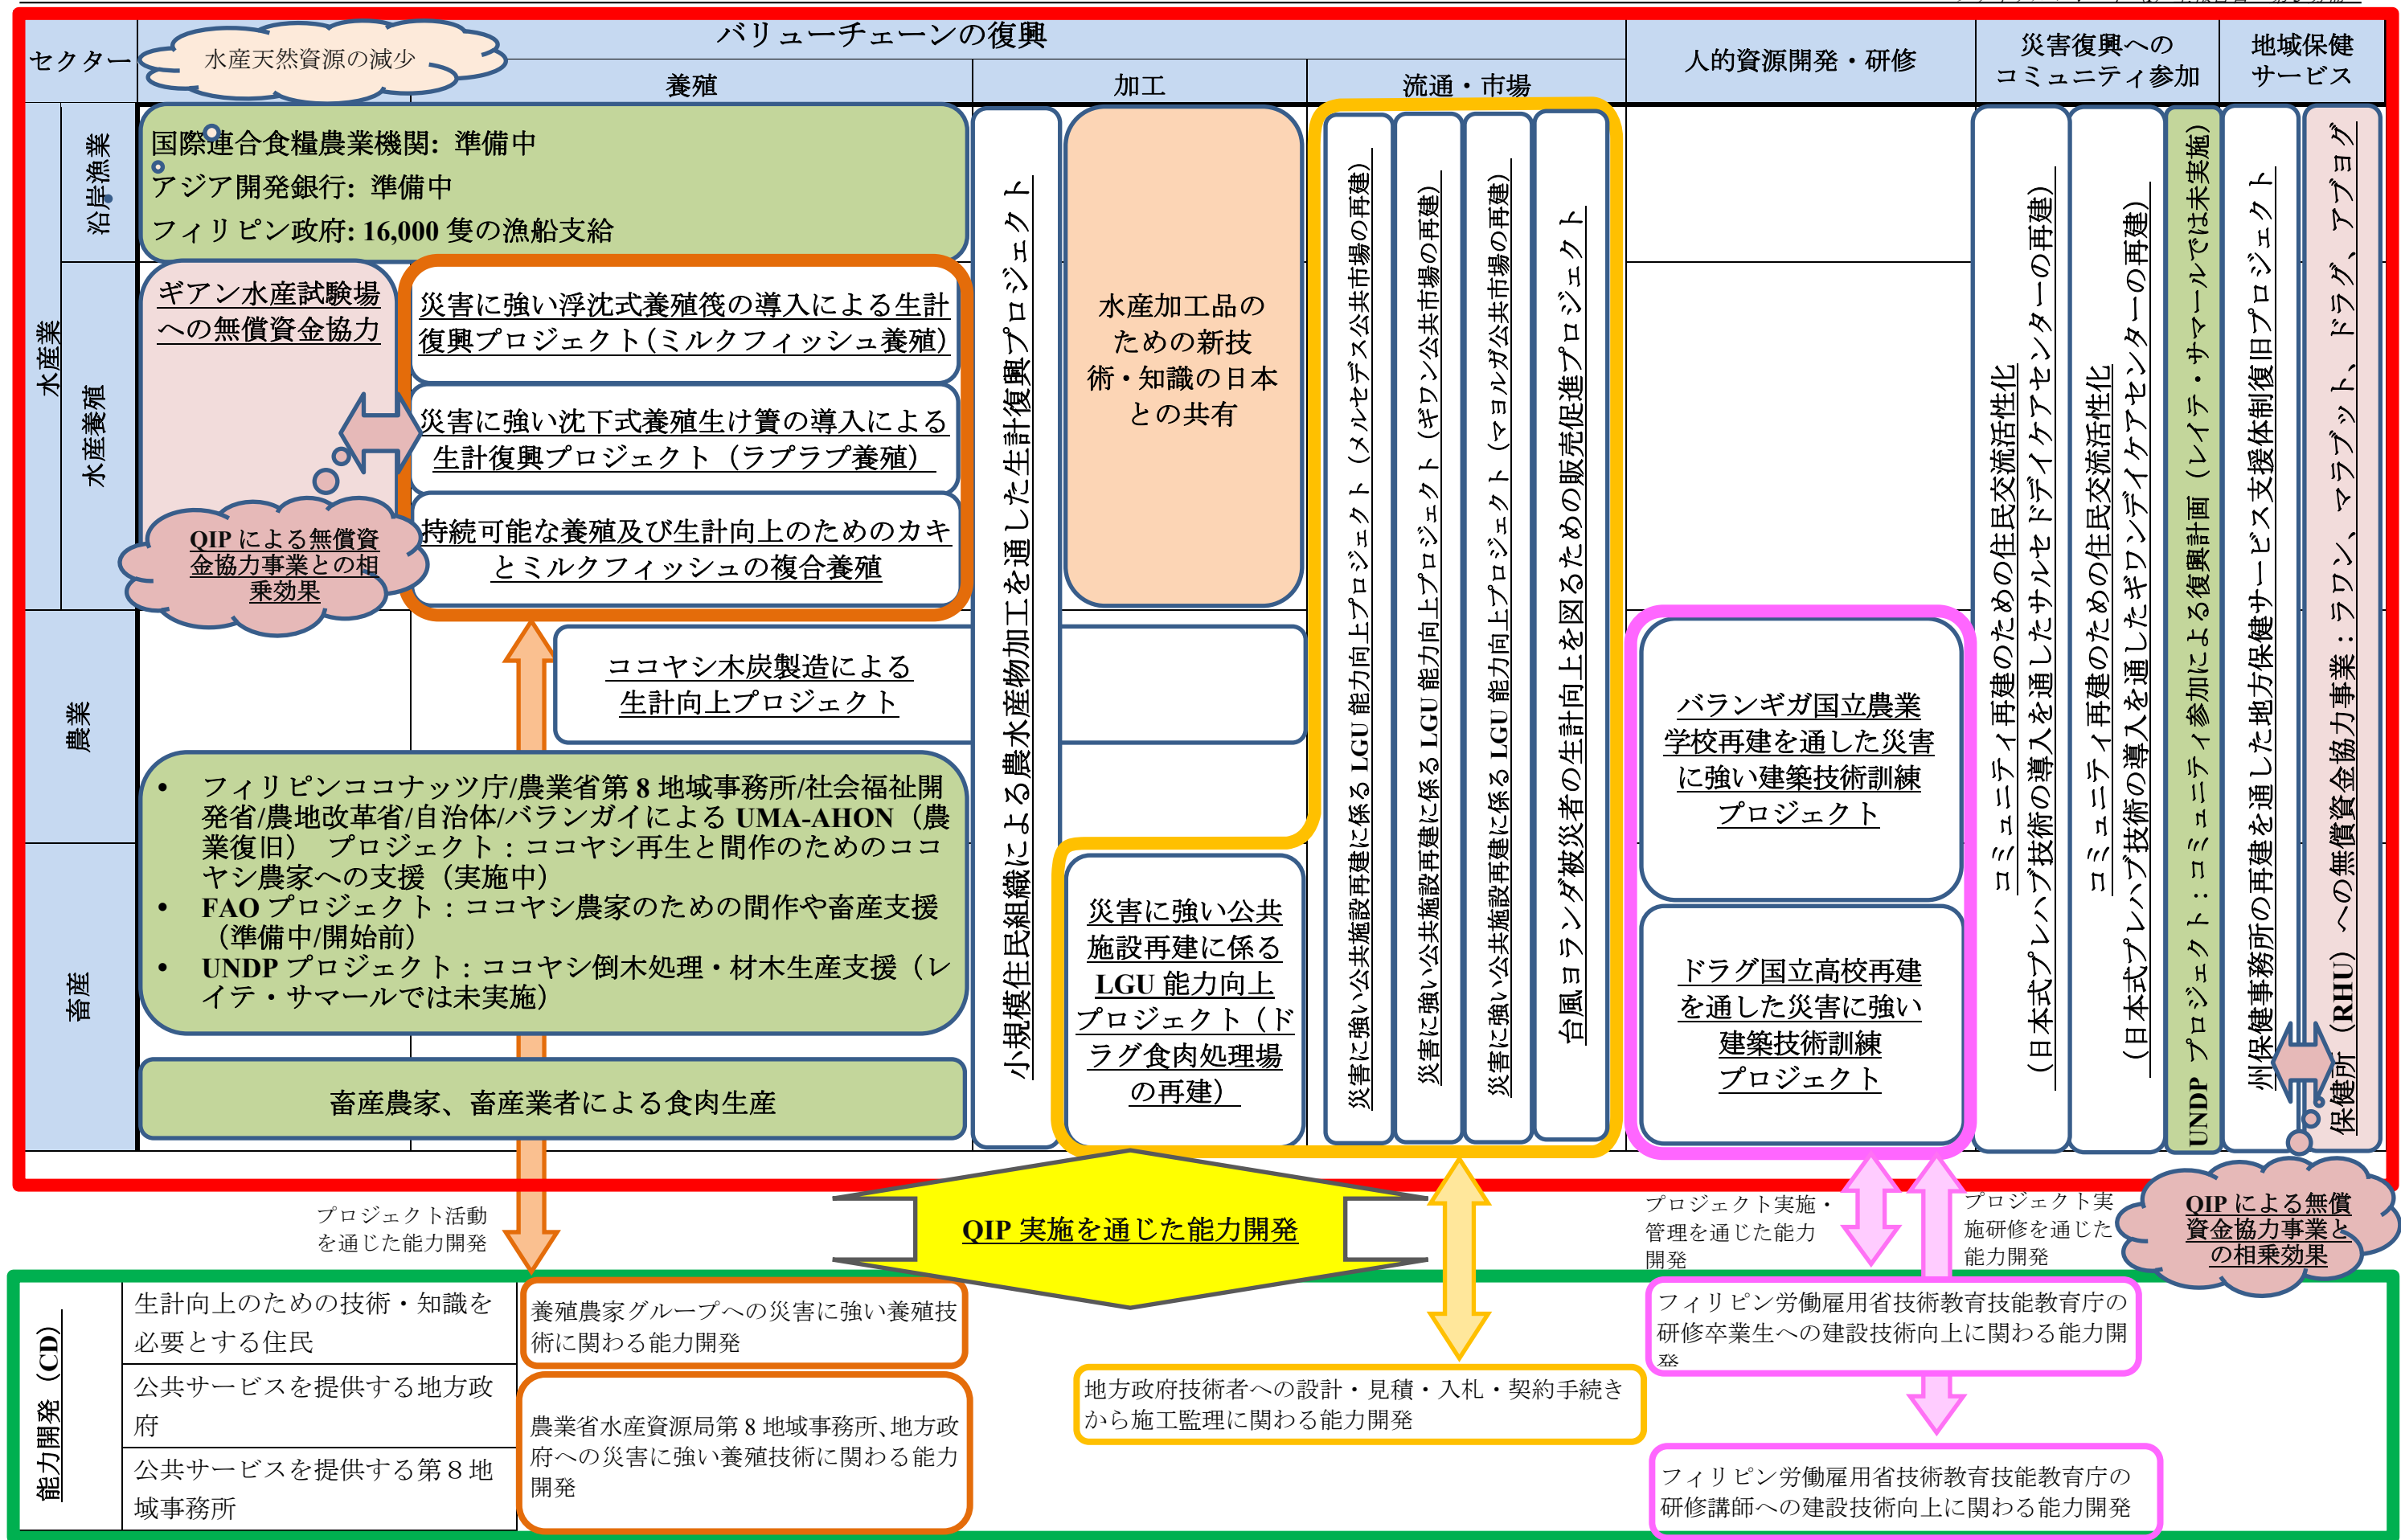 セクター
水産天然資源の減少
バリューチェーンの復興
養殖
加工
流通・市場
人的資源開発・研修
災害復興への
コミュニティ参加
地域保健
サービス
水産業
沿岸漁業
国際連合食糧農業機関: 準備中
アジア開発銀行: 準備中
フィリピン政府: 16,000 隻の漁船支給
水産養殖
ギアン水産試験場
への無償資金協力
災害に強い浮沈式養殖筏の導入による生計
復興プロジェクト(ミルクフィッシュ養殖)
災害に強い沈下式養殖生け簀の導入による
生計復興プロジェクト（ラプラプ養殖）
持続可能な養殖及び生計向上のためのカキ
とミルクフィッシュの複合養殖
QIP による無償資
金協力事業との相
乗効果
小規模住民組織による農水産物加工を通した生計復興プロジェクト
水産加工品の
ための新技
術・知識の日本
との共有
災害に強い公共施設再建に係る LGU 能力向上プロジェクト（メルセデス公共市場の再建）
災害に強い公共施設再建に係る LGU 能力向上プロジェクト（ギワン公共市場の再建）
災害に強い公共施設再建に係る LGU 能力向上プロジェクト（マヨルガ公共市場の再建）
台風ヨランダ被災者の生計向上を図るための販売促進プロジェクト
農業
ココヤシ木炭製造による
生計向上プロジェクト
• フィリピンココナッツ庁/農業省第 8 地域事務所/社会福祉開
発省/農地改革省/自治体/バランガイによる UMA-AHON（農
業復旧） プロジェクト：ココヤシ再生と間作のためのココ
ヤシ農家への支援（実施中）
• FAO プロジェクト：ココヤシ農家のための間作や畜産支援
（準備中/開始前）
• UNDP プロジェクト：ココヤシ倒木処理・材木生産支援（レ
イテ・サマールでは未実施）
畜産
畜産農家、畜産業者による食肉生産
災害に強い公共
施設再建に係る
LGU 能力向上
プロジェクト（ド
ラグ食肉処理場
の再建）
バランギガ国立農業
学校再建を通した災害
に強い建築技術訓練
プロジェクト
ドラグ国立高校再建
を通した災害に強い
建築技術訓練
プロジェクト
コミュニティ再建のための住民交流活性化
（日本式プレハブ技術の導入を通したサルセドデイケアセンターの再建）
コミュニティ再建のための住民交流活性化
（日本式プレハブ技術の導入を通したギワンデイケアセンターの再建）
UNDP プロジェクト：コミュニティ参加による復興計画（レイテ・サマールでは未実施）
州保健事務所の再建を通した地方保健サービス支援体制復旧プロジェクト
保健所（RHU）への無償資金協力事業：ラワン、マラブット、ドラグ、アブヨグ
プロジェクト活動
を通じた能力開発
QIP 実施を通じた能力開発
プロジェクト実施・
管理を通じた能力
開発
プロジェクト実
施研修を通じた
能力開発
QIP による無償
資金協力事業と
の相乗効果
能力開発（CD）
生計向上のための技術・知識を
必要とする住民
公共サービスを提供する地方政
府
公共サービスを提供する第８地
域事務所
養殖農家グループへの災害に強い養殖技
術に関わる能力開発
農業省水産資源局第 8 地域事務所、地方政
府への災害に強い養殖技術に関わる能力
開発
地方政府技術者への設計・見積・入札・契約手続き
から施工監理に関わる能力開発
フィリピン労働雇用省技術教育技能教育庁の
研修卒業生への建設技術向上に関わる能力開
発
フィリピン労働雇用省技術教育技能教育庁の
研修講師への建設技術向上に関わる能力開発